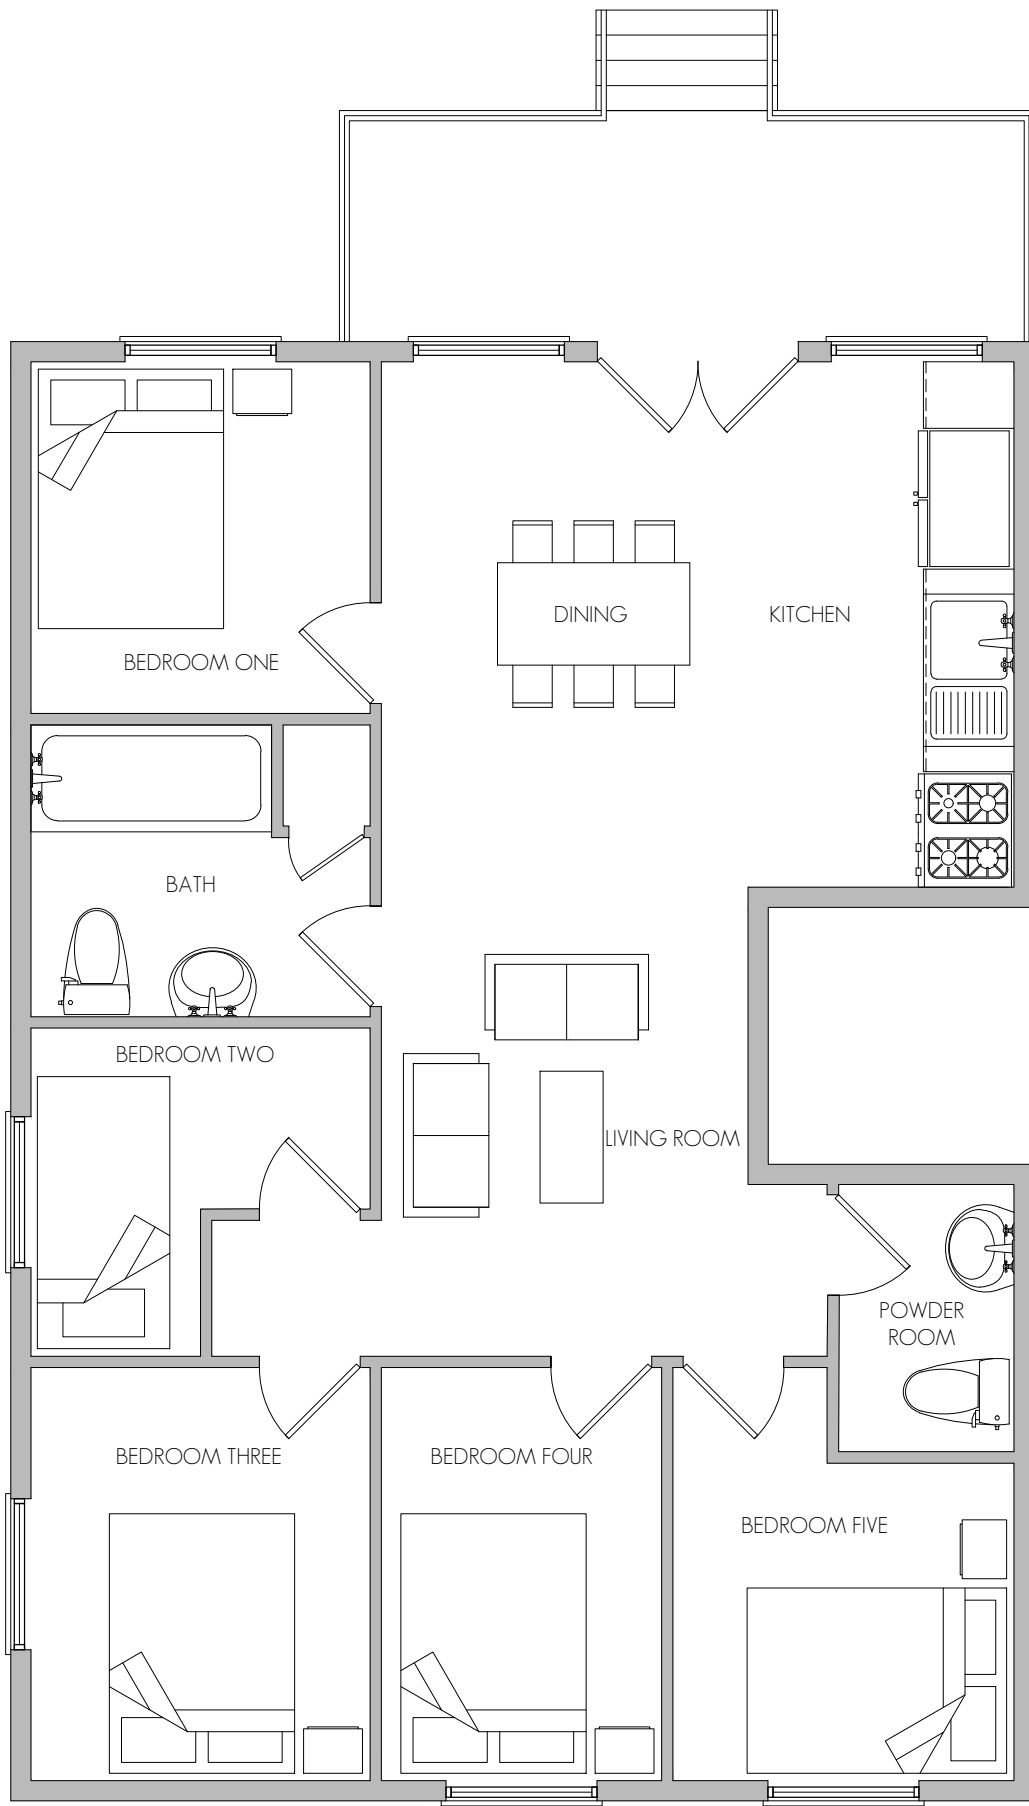 DINING
KITCHEN
BEDROOM ONE
BATH
BEDROOM TWO
LIVING ROOM
POWDER
ROOM
BEDROOM THREE
BEDROOM FOUR
BEDROOM FIVE